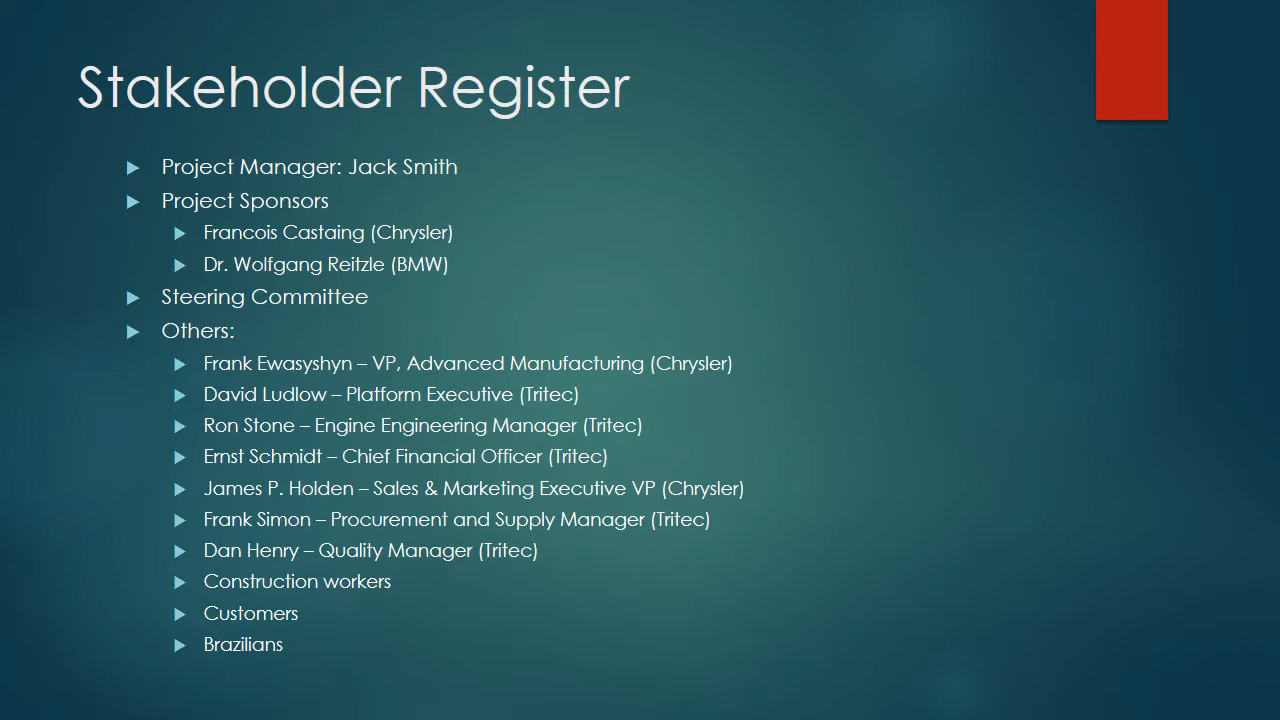 Stakeholder Register
Project Manager: Jack Smith
Project Sponsors
Francois Castaing (Chrysler)
Dr. Wolfgang Reitzle (BMW)
Steering Committee
Others:
Frank Ewasyshyn – VP, Advanced Manufacturing (Chrysler)
David Ludlow – Platform Executive (Tritec)
Ron Stone – Engine Engineering Manager (Tritec)
Ernst Schmidt – Chief Financial Officer (Tritec)
James P. Holden – Sales & Marketing Executive VP (Chrysler)
Frank Simon – Procurement and Supply Manager (Tritec)
Dan Henry – Quality Manager (Tritec)
Construction workers
Customers
Brazilians